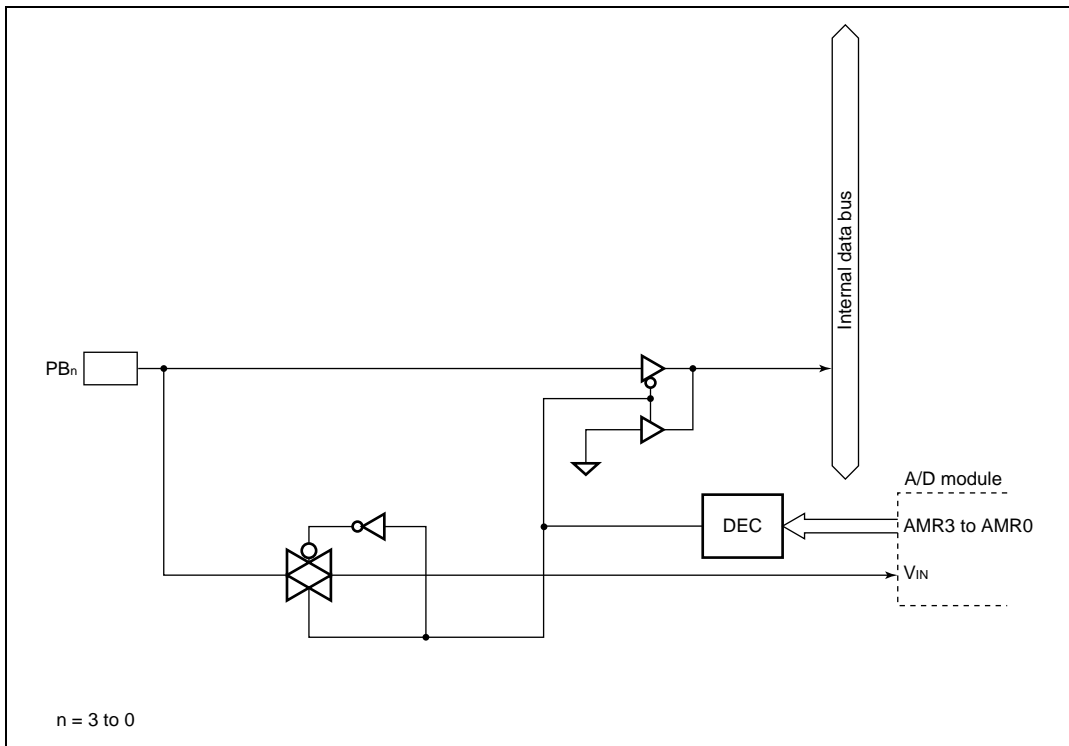 Internal data bus
PBn
A/D module
DEC
AMR3 to AMR0
VIN
n = 3 to 0